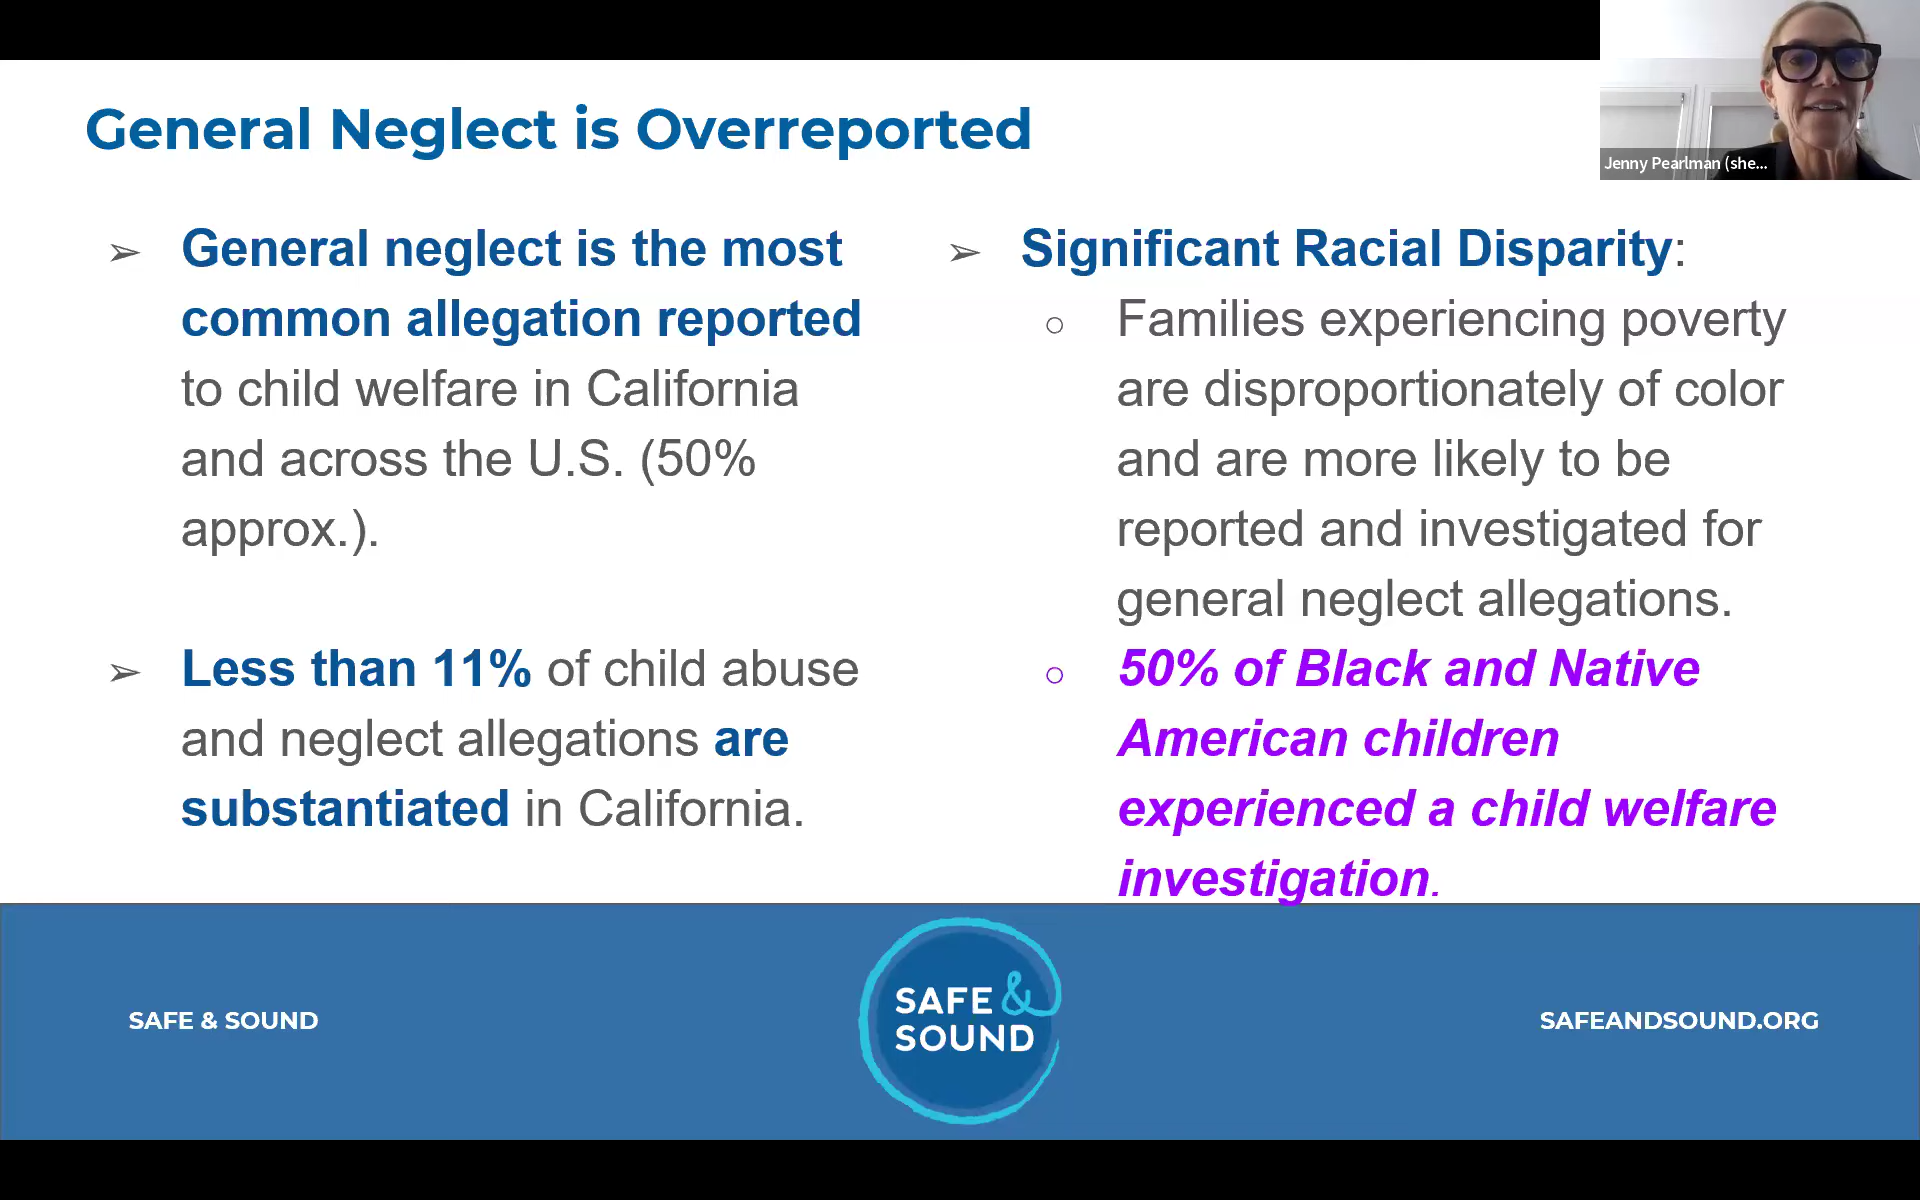 General Neglect is Overreported
Jenny Pearlman (she...
➢ General neglect is the most
common allegation reported
to child welfare in California
and across the U.S. (50%
approx.).
➢ Less than 11% of child abuse
and neglect allegations are
substantiated in California.
➢ Significant Racial Disparity:
○ Families experiencing poverty
are disproportionately of color
and are more likely to be
reported and investigated for
general neglect allegations.
○ 50% of Black and Native
American children
experienced a child welfare
investigation.
SAFE & SOUND
SAFE &
SOUND
SAFEANDSOUND.ORG